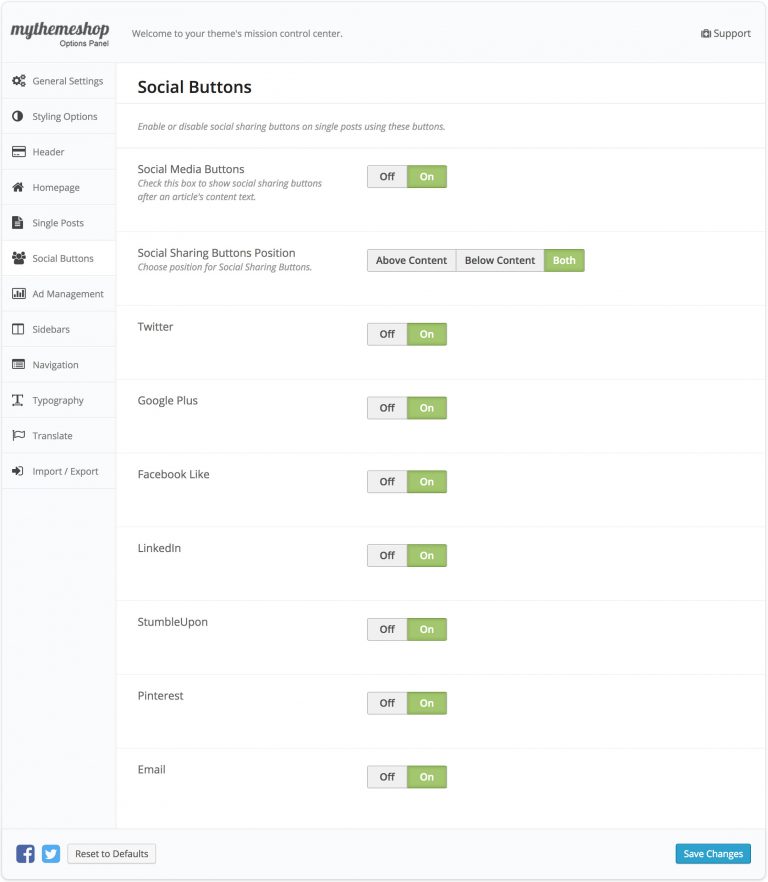 mythemeshop
Options Panel
Welcome to your theme's mission control center.
Support
General Settings
Styling Options
Header
Homepage
Single Posts
Social Buttons
Ad Management
Sidebars
Navigation
Typography
Translate
Import / Export
Social Buttons
Enable or disable social sharing buttons on single posts using these buttons.
Social Media Buttons
Check this box to show social sharing buttons
after an article's content text.
Off On
Social Sharing Buttons Position
Choose position for Social Sharing Buttons.
Above Content Below Content Both
Twitter
Off On
Google Plus
Off On
Facebook Like
Off On
LinkedIn
Off On
StumbleUpon
Off On
Pinterest
Off On
Email
Off On
Reset to Defaults
Save Changes